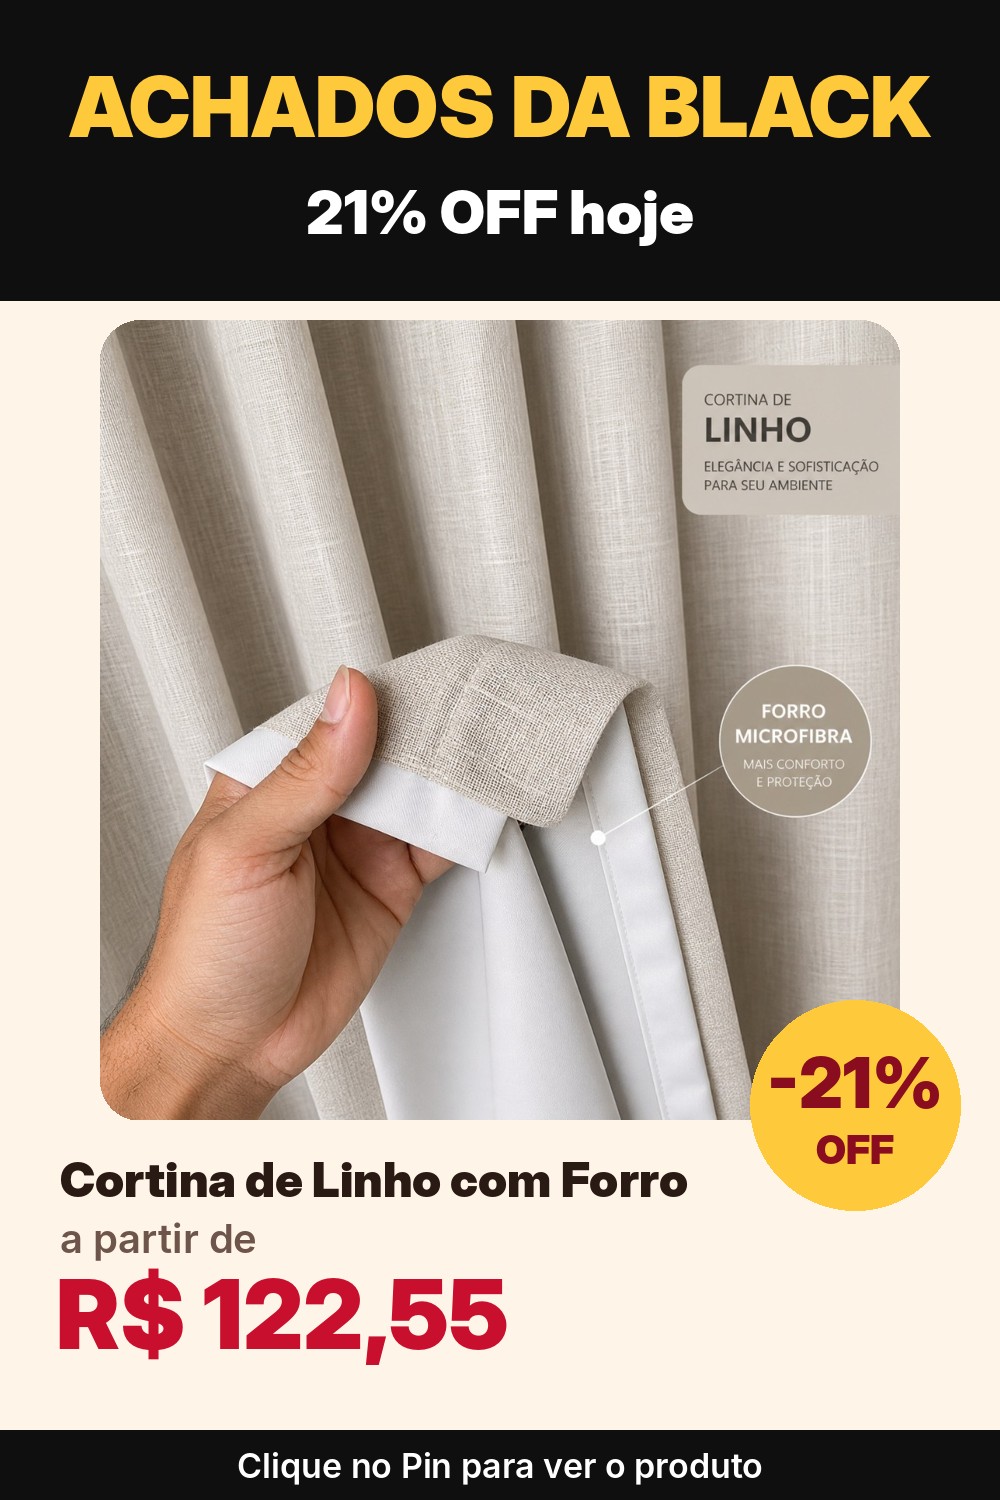 ACHADOS DA BLACK
21% OFF hoje
CORTINA DE
LINHO
ELEGÂNCIA E SOFISTICAÇÃO
PARA SEU AMBIENTE
FORRO
MICROFIBRA
MAIS CONFORTO
E PROTEÇÃO
-21%
OFF
Cortina de Linho com Forro
a partir de
R$ 122,55
Clique no Pin para ver o produto